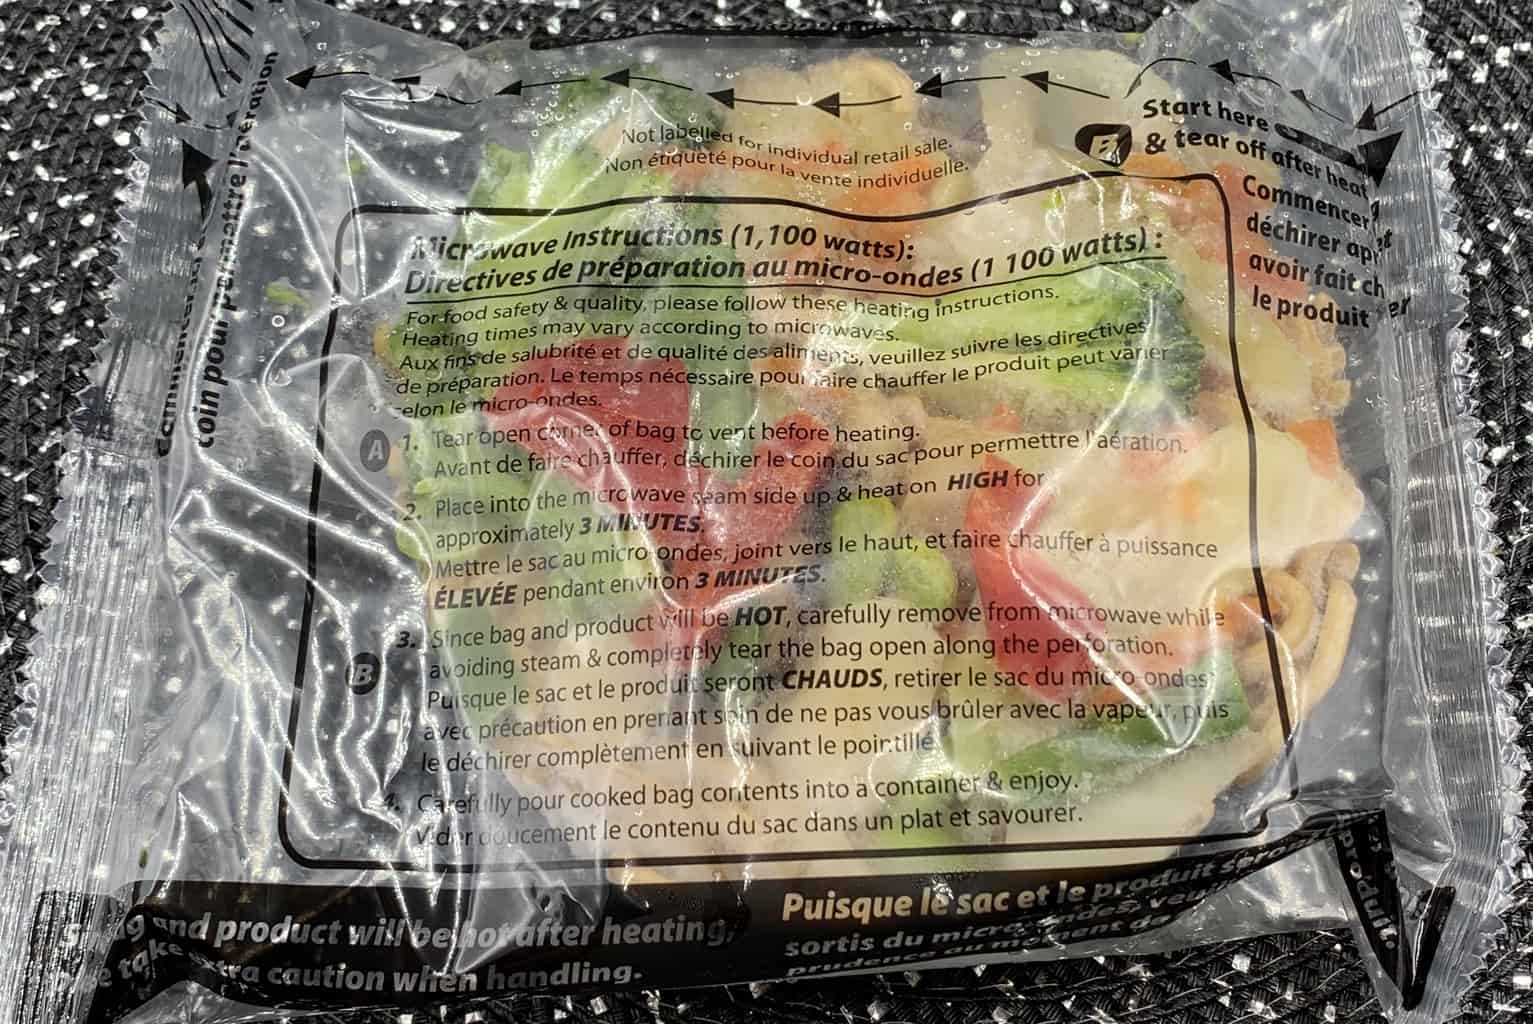 Not labelled for individual retail sale.
Non étiqueté pour la vente individuelle.
B
Start here
& tear off after heat
Commencer
déchirer
avoir fait
le produit
coin pour permettre l'aération
Microwave Instructions (1,100 watts):
Directives de préparation au micro-ondes (1 100 watts) :
For food safety & quality, please follow these heating instructions.
Heating times may vary according to microwaves.
Aux fins de salubrité et de qualité des aliments, veuillez suivre les directives
de préparation. Le temps nécessaire pour faire chauffer le produit peut varier
selon le micro-ondes.
A 1. Tear open corner of bag to vent before heating.
Avant de faire chauffer, déchirer le coin du sac pour permettre l'aération.
2. Place into the microwave seam side up & heat on HIGH for
approximately 3 MINUTES.
Mettre le sac au micro-ondes, joint vers le haut, et faire chauffer à puissance
ÉLEVÉE pendant environ 3 MINUTES.
B 3. Since bag and product will be HOT, carefully remove from microwave while
avoiding steam & completely tear the bag open along the perforation.
Puisque le sac et le produit seront CHAUDS, retirer le sac du micro-ondes
avec précaution en prenant soin de ne pas vous brûler avec la vapeur, puis
le déchirer complètement en suivant le pointillé
4. Carefully pour cooked bag contents into a container & enjoy.
Vider doucement le contenu du sac dans un plat et savourer.
and product will be hot after heating,
take extra caution when handling.
Puisque le sac et le produit
sortis du
prudence au moment de